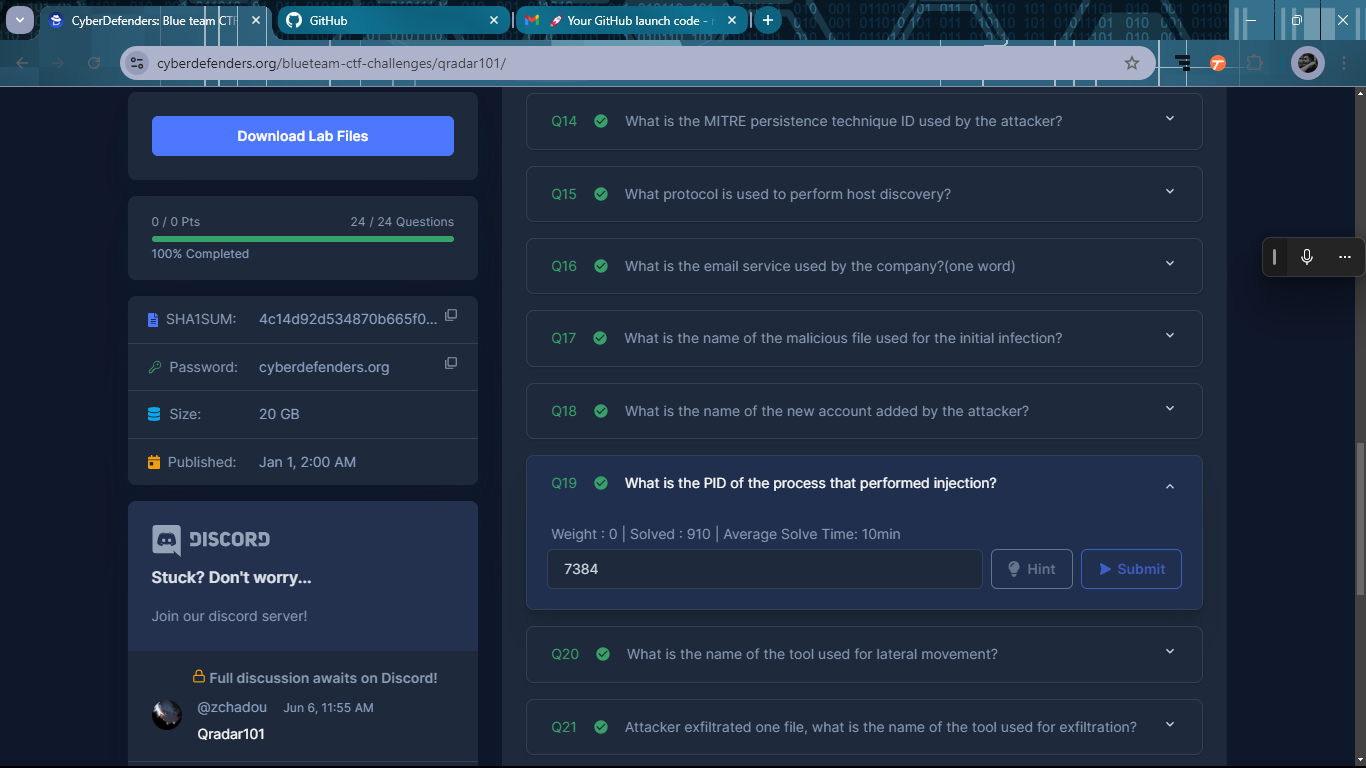 CyberDefenders: Blue team CTF
GitHub
Your GitHub launch code -
cyberdefenders.org/blueteam-ctf-challenges/qradar101/
Download Lab Files
0 / 0 Pts
24 / 24 Questions
100% Completed
SHA1SUM: 4c14d92d534870b665f0...
Password: cyberdefenders.org
Size: 20 GB
Published: Jan 1, 2:00 AM
DISCORD
Stuck? Don't worry...
Join our discord server!
Full discussion awaits on Discord!
@zchadou Jun 6, 11:55 AM
Qradar101
Q14 What is the MITRE persistence technique ID used by the attacker?
Q15 What protocol is used to perform host discovery?
Q16 What is the email service used by the company?(one word)
Q17 What is the name of the malicious file used for the initial infection?
Q18 What is the name of the new account added by the attacker?
Q19 What is the PID of the process that performed injection?
Weight : 0 | Solved : 910 | Average Solve Time: 10min
7384
Hint
Submit
Q20 What is the name of the tool used for lateral movement?
Q21 Attacker exfiltrated one file, what is the name of the tool used for exfiltration?